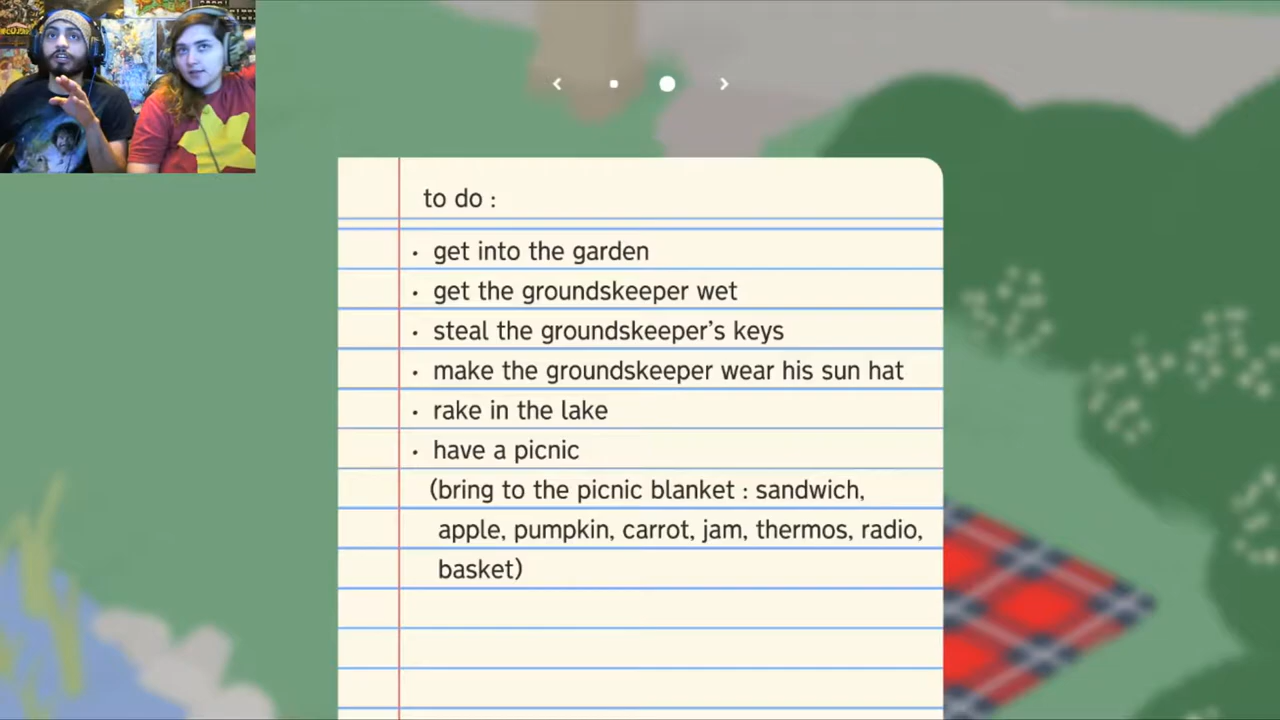 to do :
• get into the garden
• get the groundskeeper wet
• steal the groundskeeper's keys
• make the groundskeeper wear his sun hat
• rake in the lake
• have a picnic
(bring to the picnic blanket : sandwich,
apple, pumpkin, carrot, jam, thermos, radio,
basket)